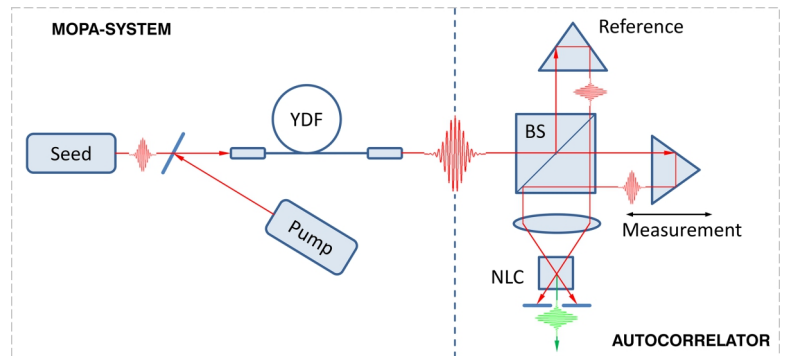 MOPA-SYSTEM
Reference
YDF
BS
Seed
Pump
Measurement
NLC
AUTOCORRELATOR